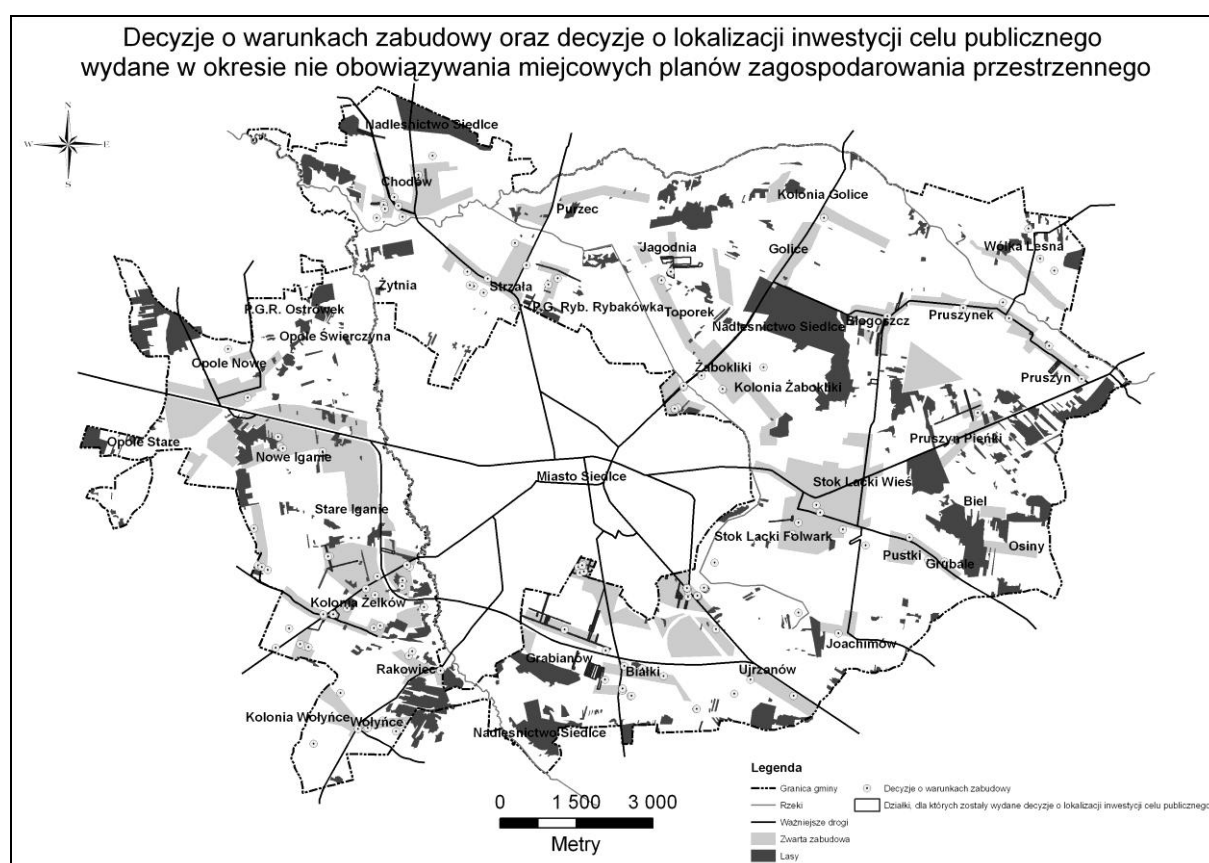 Decyzje o warunkach zabudowy oraz decyzje o lokalizacji inwestycji celu publicznego
wydane w okresie nie obowiązywania miejcowych planów zagospodarowania przestrzennego
N
W
E
S
Nadleśnictwo Siedlce
Chodów
Purzec
Kolonia Golice
Jagodnia
Golice
Wólka Leśna
Żytnia
Strzała
P.G.R. Ostrówek
P.G. Ryb. Rybakówka
Toporek
Nadleśnictwo Siedlce
Błogoszcz
Pruszynek
Opole Świerczyna
Opole Nowe
Żabokliki
Kolonia Żabokliki
Pruszyn
Opole Stare
Nowe Iganie
Pruszyn Pieńki
Miasto Siedlce
Stok Lacki Wieś
Biel
Stare Iganie
Stok Lacki Folwark
Osiny
Pustki
Grubale
Kolonia Żelków
Joachimów
Grabianów
Rakowiec
Białki
Ujrzanów
Kolonia Wołyńce
Wołyńce
Nadleśnictwo Siedlce
0 1 500 3 000
Metry
Legenda
Granica gminy
Decyzje o warunkach zabudowy
Rzeki
Działki, dla których zostały wydane decyzje o lokalizacji inwestycji celu publicznego
Ważniejsze drogi
Zwarta zabudowa
Lasy